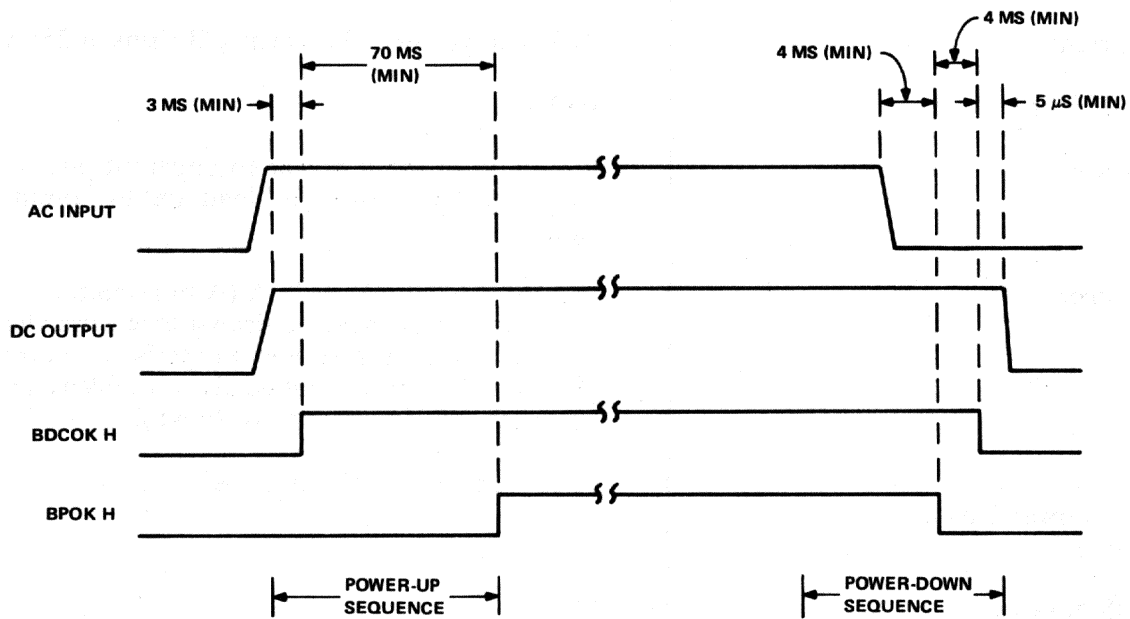 4 MS (MIN)
70 MS
(MIN)
4 MS (MIN)
3 MS (MIN)
5 µS (MIN)
AC INPUT
DC OUTPUT
BDCOK H
BPOK H
POWER-UP
SEQUENCE
POWER-DOWN
SEQUENCE